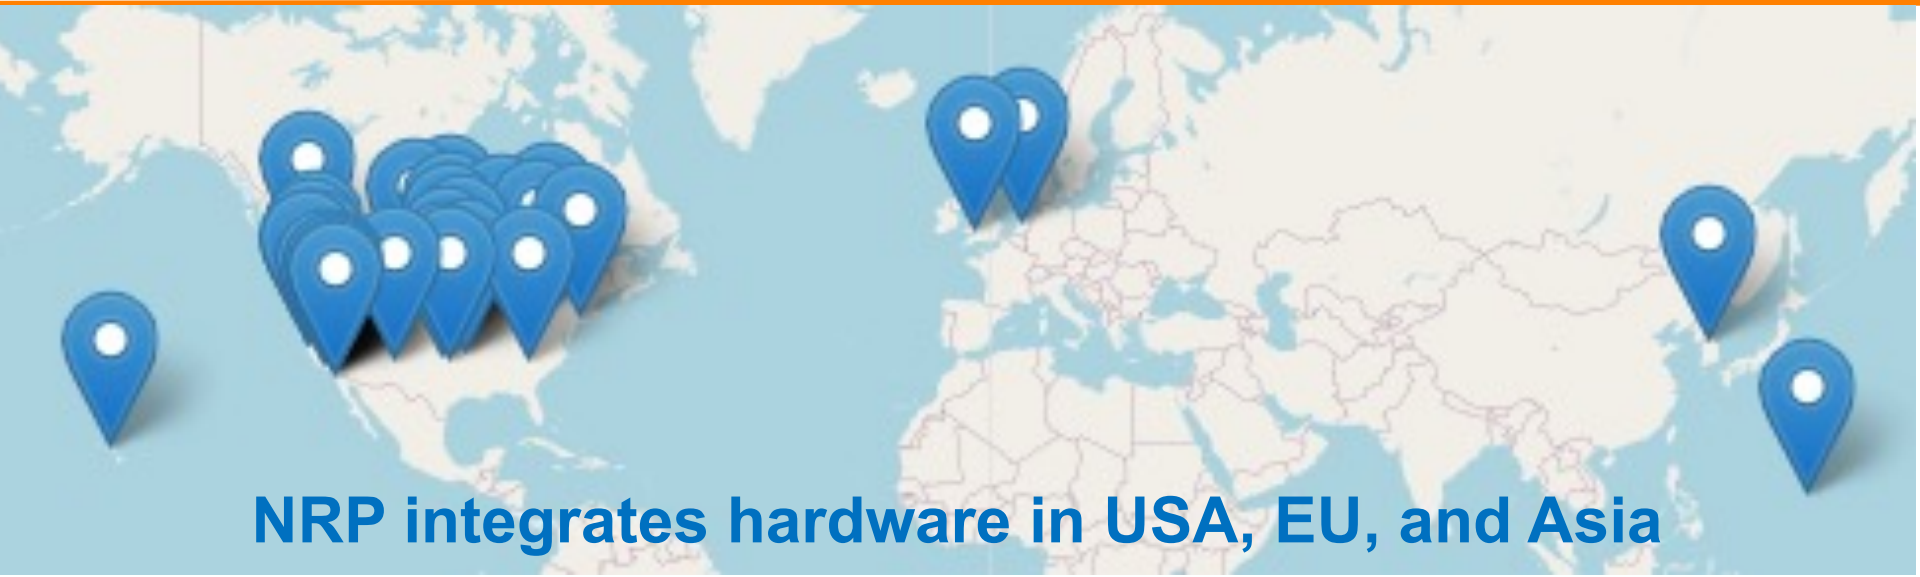 NRP integrates hardware in USA, EU, and Asia